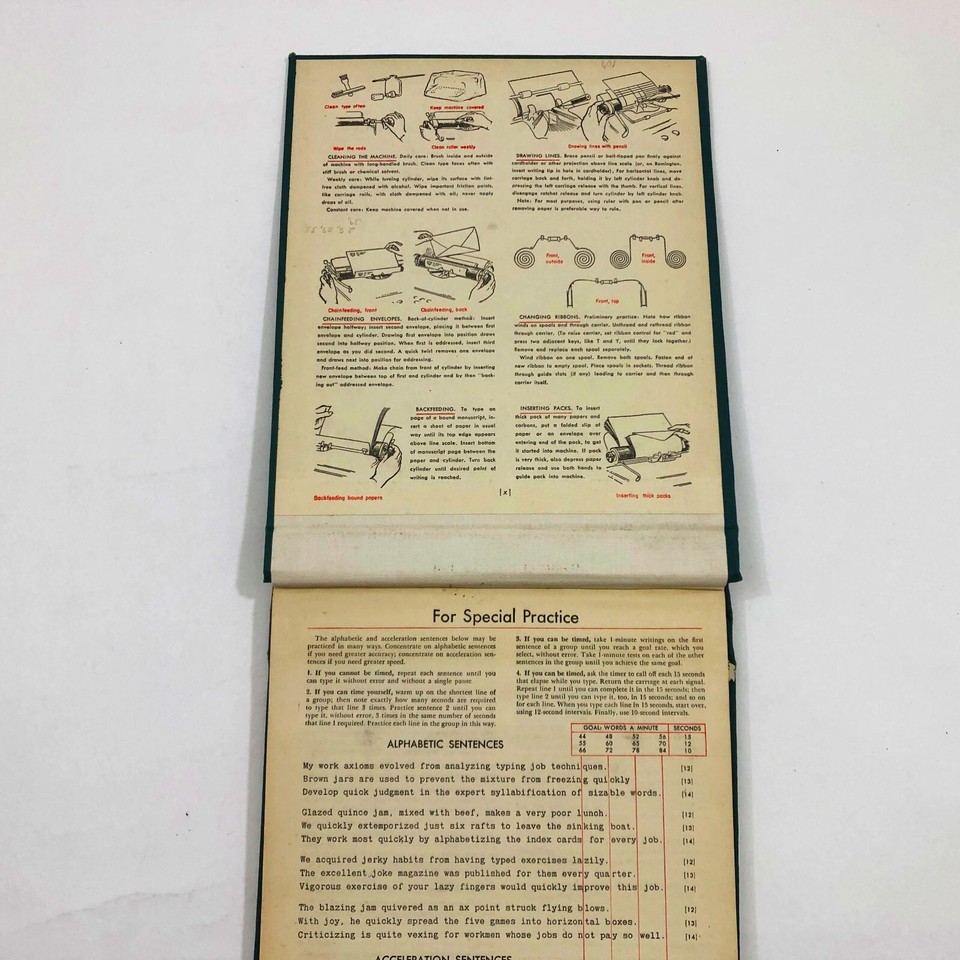 Clean type often
Keep machine covered
Wipe the rods
Clean roller weekly
CLEANING THE MACHINE. Daily care: Brush inside and outside
of machine with long-handled brush. Clean type faces often with
stiff brush or chemical solvent.
Weekly care: While turning cylinder, wipe its surface with lint-
free cloth dampened with alcohol. Wipe important friction points,
like carriage rails, with cloth dampened with oil; never apply
drops of oil.
Constant care: Keep machine covered when not in use.
Drawing lines with pencil
DRAWING LINES. Brace pencil or ball-tipped pen firmly against
cardholder or other projection above line scale (or, on Remington,
insert writing tip in hole in cardholder). For horizontal lines, move
carriage back and forth, holding it by left cylinder knob and de-
pressing the left carriage release with the thumb. For vertical lines,
disengage ratchet release and turn cylinder by left cylinder knob.
Note: For most purposes, using ruler with pen or pencil after
removing paper is preferable way to rule.
Chainfeeding, front
Chainfeeding, back
CHAINFEEDING ENVELOPES. Back-of-cylinder method: Insert
envelope halfway; insert second envelope, placing it between first
envelope and cylinder. Drawing first envelope into position draws
second into halfway position. When first is addressed, insert third
envelope as you did second. A quick twirl removes one envelope
and draws next into position for addressing.
Front-feed method: Make chain from front of cylinder by inserting
new envelope between top of first and cylinder and by then "back-
ing out" addressed envelope.
Front,
outside
Front,
inside
Front, top
CHANGING RIBBONS. Preliminary practice: Note how ribbon
winds on spools and through carrier. Unthread and rethread ribbon
through carrier. (To raise carrier, set ribbon control for "red" and
press two adjacent keys, like T and Y, until they lock together.)
Remove and replace each spool separately.
Wind ribbon on one spool. Remove both spools. Fasten end of
new ribbon to empty spool. Place spools in sockets. Thread ribbon
through guide slots (if any) leading to carrier and then through
carrier itself.
BACKFEEDING. To type on
page of a bound manuscript, in-
sert a sheet of paper in usual
way until its top edge appears
above line scale. Insert bottom
of manuscript page between the
paper and cylinder. Turn back
cylinder until desired point of
writing is reached.
Backfeeding bound papers
INSERTING PACKS. To insert
thick pack of many papers and
carbons, put a folded slip of
paper or an envelope over
entering end of the pack, to get
it started into machine. If pack
is very thick, also depress paper
release and use both hands to
guide pack into machine.
Inserting thick packs
[x]
For Special Practice
The alphabetic and acceleration sentences below may be
practiced in many ways. Concentrate on alphabetic sentences
if you need greater accuracy; concentrate on acceleration sen-
tences if you need greater speed.
1. If you cannot be timed, repeat each sentence until you
can type it without error and without a single pause.
2. If you can time yourself, warm up on the shortest line of
a group; then note exactly how many seconds are required
to type that line 3 times. Practice sentence 2 until you can
type it, without error, 3 times in the same number of seconds
that line 1 required. Practice each line in the group in this way.
3. If you can be timed, take 1-minute writings on the first
sentence of a group until you reach a goal rate, which you
select, without error. Take 1-minute tests on each of the other
sentences in the group until you achieve the same goal.
4. If you can be timed, ask the timer to call off each 15 seconds
that elapse while you type. Return the carriage at each signal.
Repeat line 1 until you can complete it in the 15 seconds; then
type line 2 until you can type it, too, in 15 seconds; and so on
for each line. When you type each line in 15 seconds, start over,
using 12-second intervals. Finally, use 10-second intervals.
GOAL: WORDS A MINUTE SECONDS
44 48 52 56 15
55 60 65 70 12
66 72 78 84 10
ALPHABETIC SENTENCES
My work axioms evolved from analyzing typing job techniques. [12]
Brown jars are used to prevent the mixture from freezing quickly [13]
Develop quick judgment in the expert syllabification of sizable words. [14]
Glazed quince jam, mixed with beef, makes a very poor lunch. [12]
We quickly extemporized just six rafts to leave the sinking boat. [13]
They work most quickly by alphabetizing the index cards for every job. [14]
We acquired jerky habits from having typed exercises lazily. [12]
The excellent joke magazine was published for them every quarter. [13]
Vigorous exercise of your lazy fingers would quickly improve this job. [14]
The blazing jam quivered as an ax point struck flying blows. [12]
With joy, he quickly spread the five games into horizontal boxes. [13]
Criticizing is quite vexing for workmen whose jobs do not pay so well. [14]
ACCELERATION SENTENCES